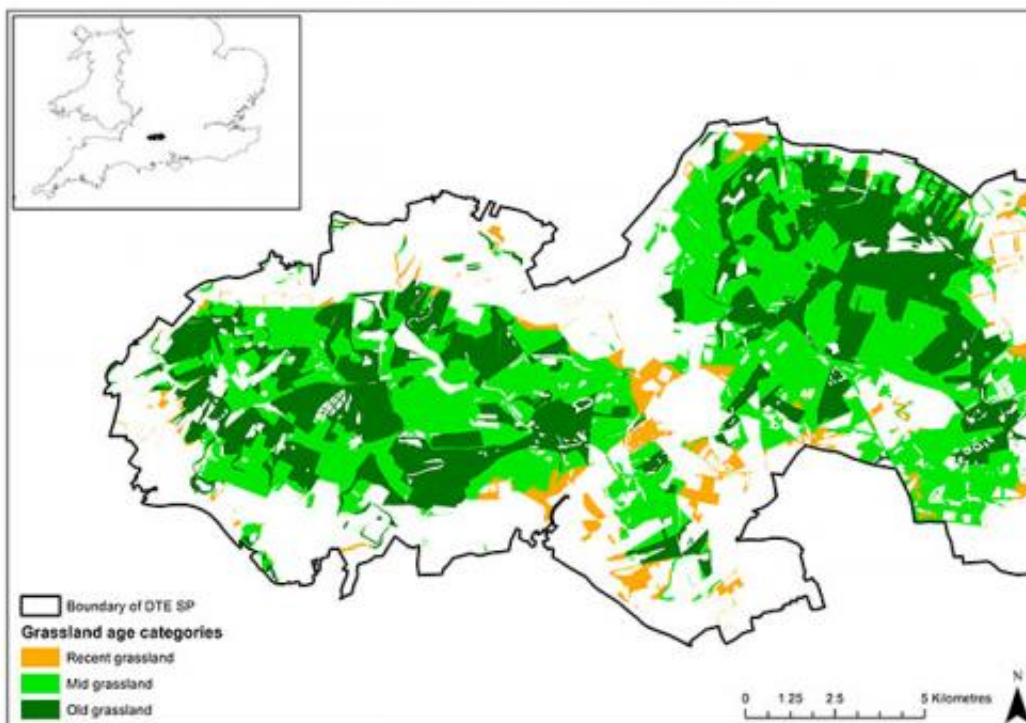 Boundary of DTE SP
Grassland age categories
Recent grassland
Mid grassland
Old grassland
0 1.25 2.5 5 Kilometres
N